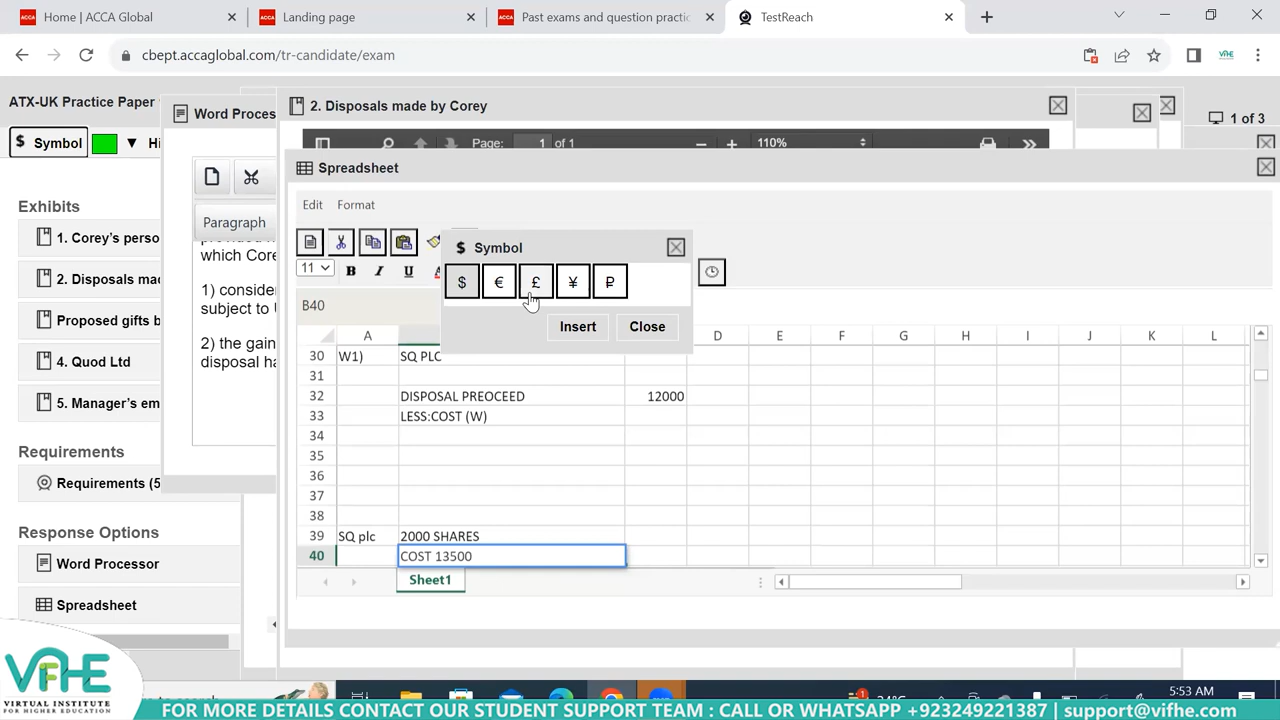 Home | ACCA Global
Landing page
Past exams and question practic
TestReach
cbept.accaglobal.com/tr-candidate/exam
ATX-UK Practice Paper
Word Proces
2. Disposals made by Corey
1 of 3
$ Symbol
Hi
Page: 1 of 1
110%
Spreadsheet
Exhibits
Edit Format
1. Corey's perso
Paragraph
$ Symbol
11
B I U A
$ € £ ¥ ₽
which Core
2. Disposals mad
B40
1) consider
subject to U
Insert
Close
Proposed gifts b
A D E F G H I J K L
30 W1) SQ PLC
2) the gain
disposal ha
4. Quod Ltd
31
32 DISPOSAL PREOCEED 12000
5. Manager's em
33 LESS:COST (W)
34
Requirements
35
Requirements (5
36
37
38
Response Options
39 SQ plc 2000 SHARES
Word Processor
40 COST 13500
Sheet1
Spreadsheet
VFHE
VIRTUAL INSTITUTE
FOR HIGHER EDUCATION
5:53 AM
FOR MORE DETAILS CONTACT OUR STUDENT SUPPORT TEAM : CALL OR WHATSAPP +923249221387 | support@vifhe.com